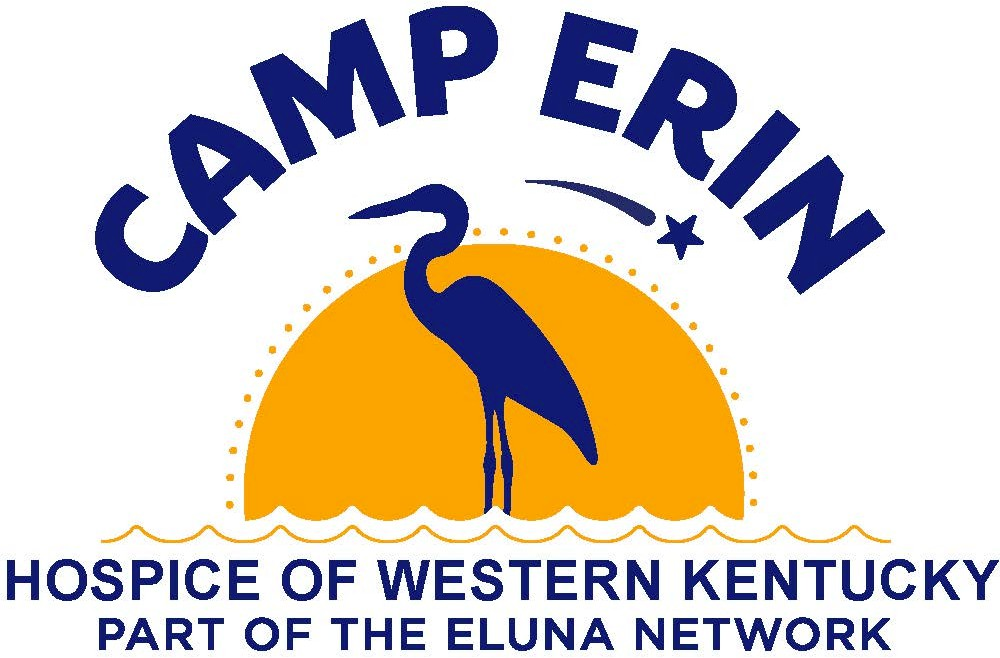 CAMP ERIN
HOSPICE OF WESTERN KENTUCKY
PART OF THE ELUNA NETWORK